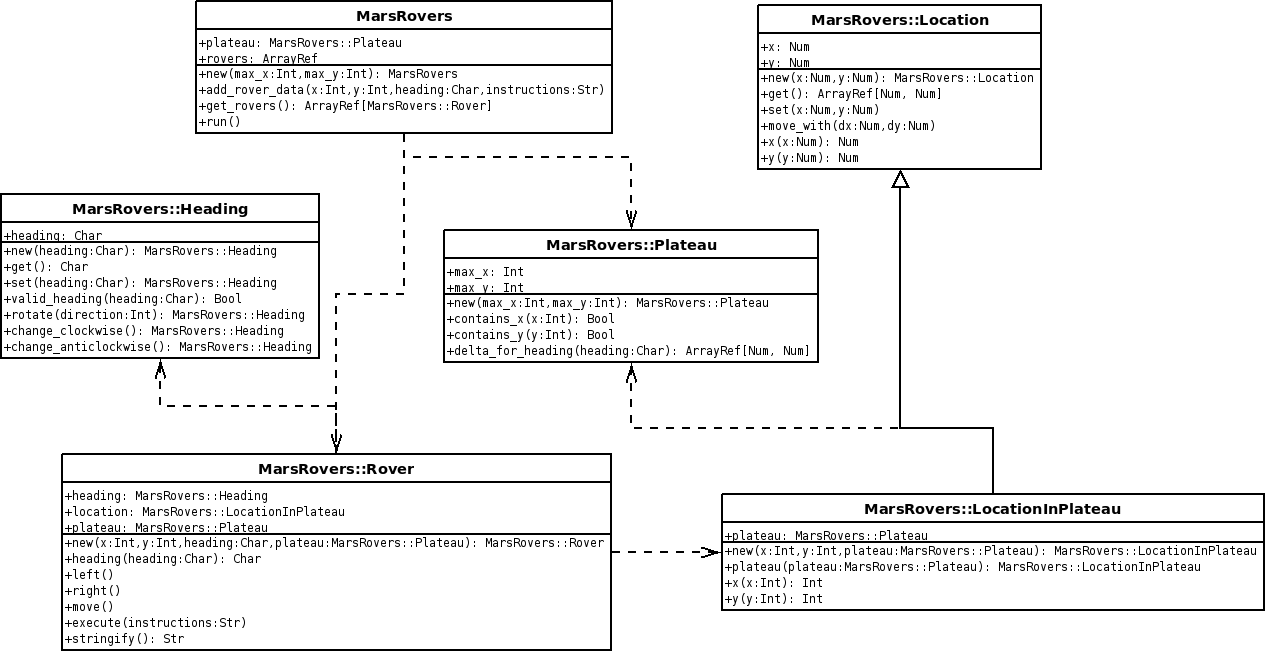 MarsRovers
+plateau: MarsRovers::Plateau
+rovers: ArrayRef
+new(max_x:Int,max_y:Int): MarsRovers
+add_rover_data(x:Int,y:Int,heading:Char,instructions:Str)
+get_rovers(): ArrayRef[MarsRovers::Rover]
+run()
MarsRovers::Location
+x: Num
+y: Num
+new(x:Num,y:Num): MarsRovers::Location
+get(): ArrayRef[Num, Num]
+set(x:Num,y:Num)
+move_with(dx:Num,dy:Num)
+x(x:Num): Num
+y(y:Num): Num
MarsRovers::Heading
+heading: Char
+new(heading:Char): MarsRovers::Heading
+get(): Char
+set(heading:Char): MarsRovers::Heading
+valid_heading(heading:Char): Bool
+rotate(direction:Int): MarsRovers::Heading
+change_clockwise(): MarsRovers::Heading
+change_anticlockwise(): MarsRovers::Heading
MarsRovers::Plateau
+max_x: Int
+max_y: Int
+new(max_x:Int,max_y:Int): MarsRovers::Plateau
+contains_x(x:Int): Bool
+contains_y(y:Int): Bool
+delta_for_heading(heading:Char): ArrayRef[Num, Num]
MarsRovers::Rover
+heading: MarsRovers::Heading
+location: MarsRovers::LocationInPlateau
+plateau: MarsRovers::Plateau
+new(x:Int,y:Int,heading:Char,plateau:MarsRovers::Plateau): MarsRovers::Rover
+heading(heading:Char): Char
+left()
+right()
+move()
+execute(instructions:Str)
+stringify(): Str
MarsRovers::LocationInPlateau
+plateau: MarsRovers::Plateau
+new(x:Int,y:Int,plateau:MarsRovers::Plateau): MarsRovers::LocationInPlateau
+plateau(plateau:MarsRovers::Plateau): MarsRovers::LocationInPlateau
+x(x:Int): Int
+y(y:Int): Int